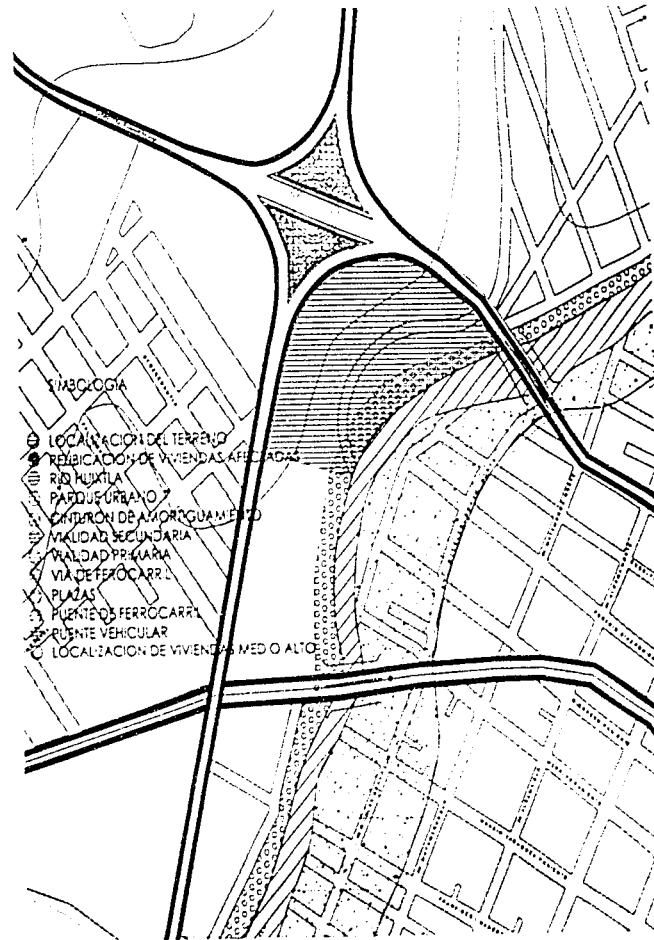 SIMBOLOGIA
LOCALIZACION DEL TERRENO
REUBICACION DE VIVIENDAS AFECTADAS
RIO HUIXTLA
PARQUE URBANO
CINTURON DE AMORTIGUAMIENTO
VIALIDAD SECUNDARIA
VIALIDAD PRIMARIA
VIA DE FEROCARRIL
PLAZAS
PUENTE DE FERROCARRIL
PUENTE VEHICULAR
LOCALIZACION DE VIVIENDAS MEDIO ALTO